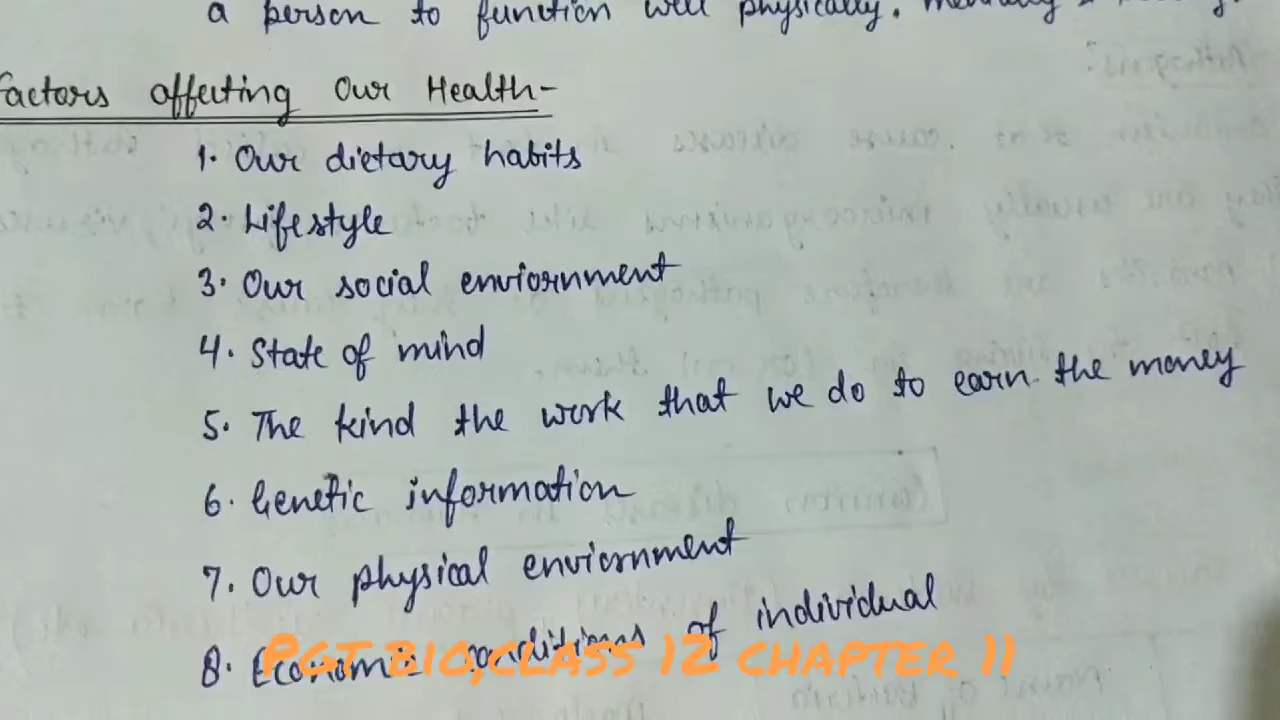 a person to function well physically.
Factors affecting Our Health-
1. Our dietary habits
2. Lifestyle
3. Our social enviornment
4. State of mind
5. The kind the work that we do to earn the money
6. Genetic information
7. Our physical enviornment
8. Economic conditions of individual
Pgt bio,class 12 chapter 11